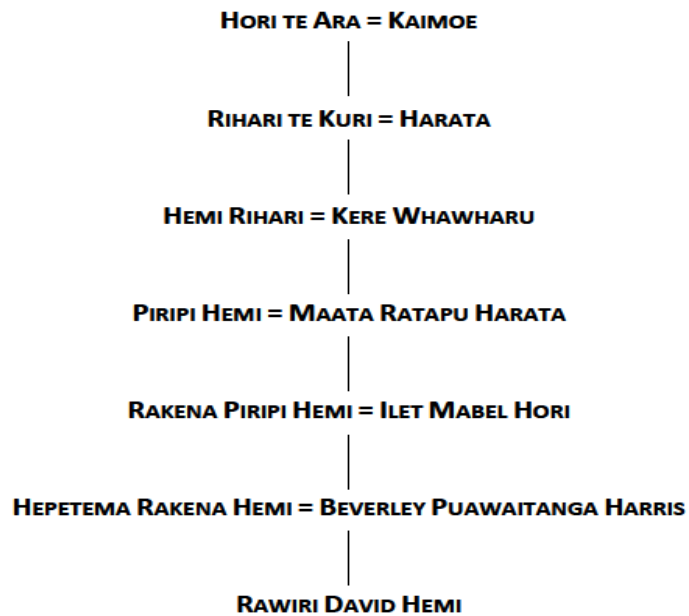 Hori te Ara = Kaimoe
Rihari te Kuri = Harata
Hemi Rihari = Kere Whawharu
Piripi Hemi = Maata Ratapu Harata
Rakena Piripi Hemi = Ilet Mabel Hori
Hepetema Rakena Hemi = Beverley Puawaitanga Harris
Rawiri David Hemi